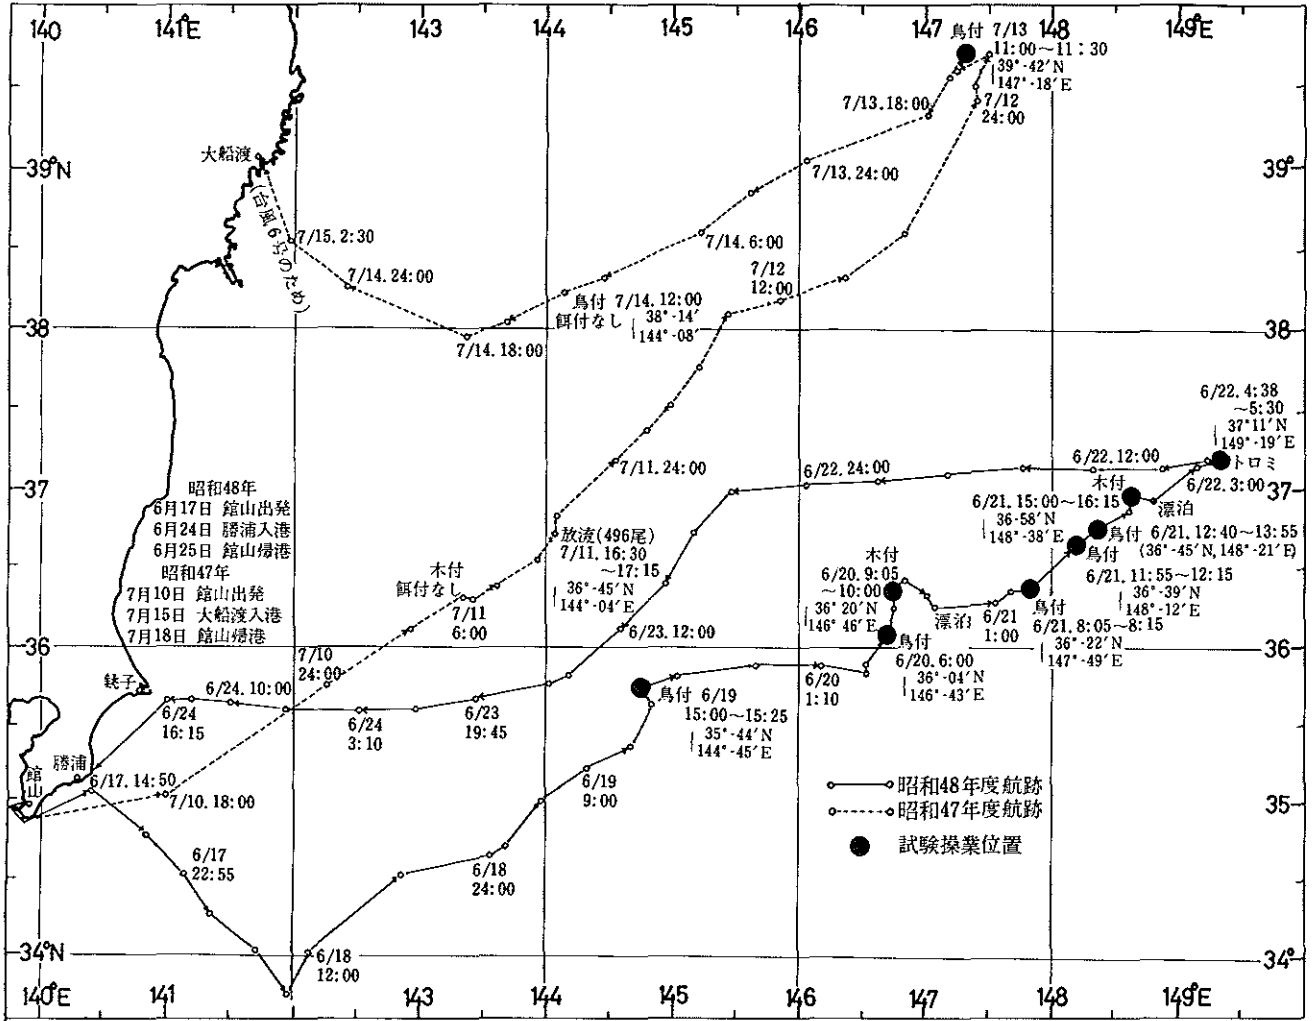 140° 141°E 143 144 145 146 147 148 149°E
鳥付 7/13
11:00～11:30
39°-42′N
147°-18′E
7/12
24:00
7/13.18:00
大船渡
39°N
39°
7/13.24:00
(台風6号のため)
7/15.2:30
7/14.6:00
7/14.24:00
7/12
12:00
鳥付 7/14.12:00
餌付なし
38°-14′
144°-08′
38
38
7/14.18:00
6/22.4:38
～5:30
37°11′N
149°-19′E
トロミ
6/22.12:00
7/11.24:00
6/22.24:00
6/22.3:00
37
37
昭和48年
6月17日 館山出発
6月24日 勝浦入港
6月25日 館山帰港
昭和47年
7月10日 館山出発
7月15日 大船渡入港
7月18日 館山帰港
木付
6/21.15:00～16:15
36-58′N
148°-38′E
漂泊
放流(496尾)
7/11.16:30
～17:15
36°-45′N
144°-04′E
鳥付
6/21.12:40～13:55
(36°-45′N,148°-21′E)
鳥付
6/21.11:55～12:15
36°-39′N
148°-12′E
木付
餌付なし
7/11
6:00
木付
6/20.9:05
～10:00
36°20′N
146°46′E
漂泊
6/21
1:00
鳥付
6/21.8:05～8:15
36°-22′N
147°-49′E
6/23.12:00
鳥付
6/20.6:00
36°-04′N
146°-43′E
36
36
7/10
24:00
銚子
6/24.10:00
6/24
16:15
6/24
3:10
6/23
19:45
鳥付 6/19
15:00～15:25
35°-44′N
144°-45′E
6/20
1:10
勝浦
館山
6/17.14:50
7/10.18:00
6/19
9:00
昭和48年度航跡
昭和47年度航跡
試験操業位置
35
6/17
22:55
6/18
24:00
34°N
34°
6/18
12:00
140°E 141 142 143 144 145 146 147 148 149°E